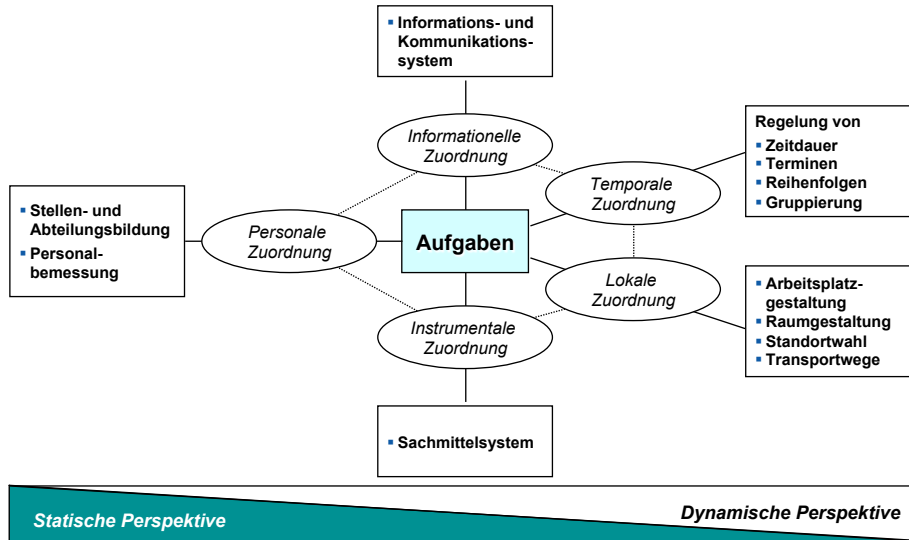 ▪ Informations- und
Kommunikations-
system
Informationelle
Zuordnung
Regelung von
▪ Zeitdauer
▪ Terminen
▪ Reihenfolgen
▪ Gruppierung
Temporale
Zuordnung
▪ Stellen- und
Abteilungsbildung
▪ Personal-
bemessung
Personale
Zuordnung
Aufgaben
Lokale
Zuordnung
▪ Arbeitsplatz-
gestaltung
▪ Raumgestaltung
▪ Standortwahl
▪ Transportwege
Instrumentale
Zuordnung
▪ Sachmittelsystem
Statische Perspektive
Dynamische Perspektive